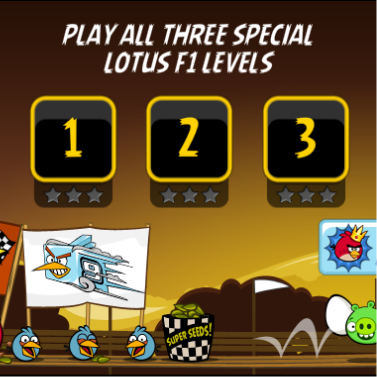 PLAY ALL THREE SPECIAL
LOTUS F1 LEVELS
1 2 3
SUPER SEEDS!